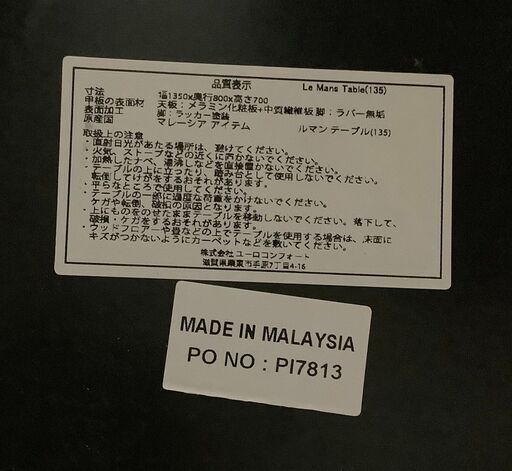 品質表示 Le Mans Table(135)
寸法 幅1350x奥行800x高さ700
甲板の表面材 天板：メラミン化粧板+中質繊維板 脚：ラバー無垢
表面加工 脚：ラッカー塗装
原産国 マレーシア アイテム ルマン テーブル(135)
取扱上の注意
・直射日光があたる場所は、避けてください。
・火気、ストーブなどの近くに置かないでください。
・加熱したナベ、湯沸しなどを直接置かないでください。
・テーブルの上に立ったり、踏み台として使用しないでください。
転倒してけがをするおそれがあります。
・平らなところで使用してください。
・テーブルの一部に過度な荷重をかけないでください。
ケガや転倒、破損の原因となります。
・上にものをのせたままテーブルを移動しないでください。落下して、
破損・ケガをするおそれがあります。
・ウッドフロアーや畳などの上でテーブルを使用する場合は、床面に
キズがつかないようにカーペットなどを敷いてください。
株式会社 ユーロコンフォート
滋賀県栗東市手原7丁目4-16
MADE IN MALAYSIA
PO NO : PI7813